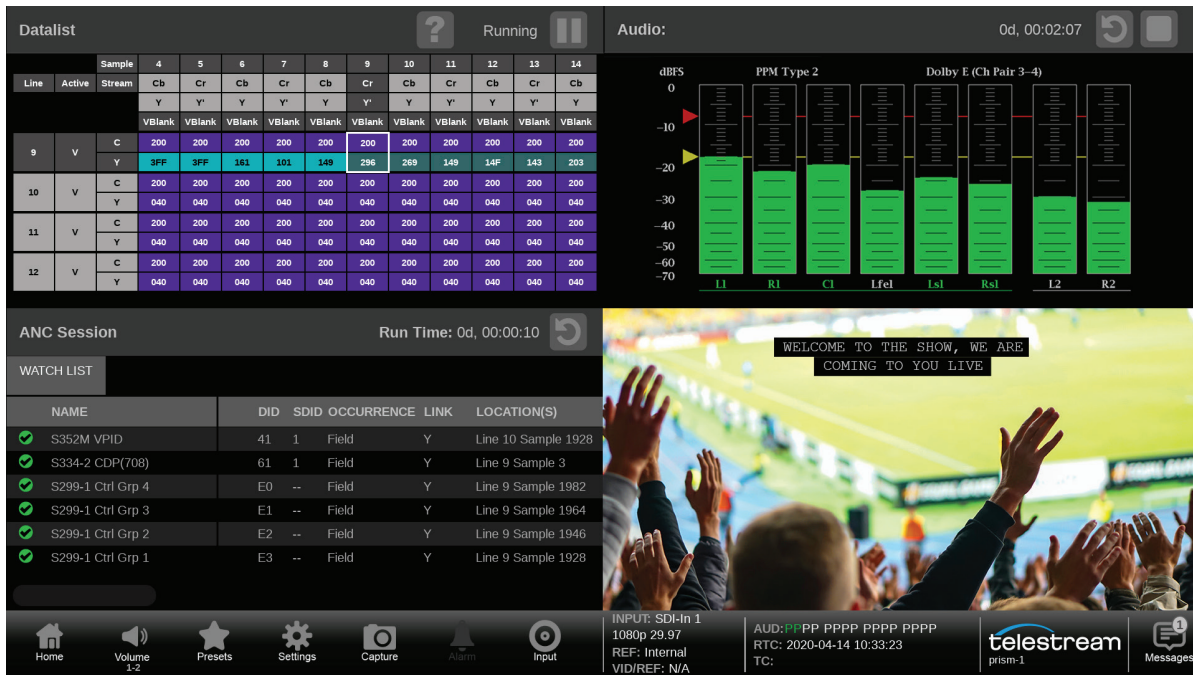 Datalist
?
Running
Sample 4 5 6 7 8 9 10 11 12 13 14
Line Active Stream Cb Cr Cb Cr Cb Cr Cb Cr Cb Cr Cb
Y Y' Y Y' Y Y' Y Y' Y Y' Y
VBlank VBlank VBlank VBlank VBlank VBlank VBlank VBlank VBlank VBlank VBlank
9 V C 200 200 200 200 200 200 200 200 200 200 200
Y 3FF 3FF 161 101 149 296 269 149 14F 143 203
10 V C 200 200 200 200 200 200 200 200 200 200 200
Y 040 040 040 040 040 040 040 040 040 040 040
11 V C 200 200 200 200 200 200 200 200 200 200 200
Y 040 040 040 040 040 040 040 040 040 040 040
12 V C 200 200 200 200 200 200 200 200 200 200 200
Y 040 040 040 040 040 040 040 040 040 040 040
Audio:
0d, 00:02:07
dBFS PPM Type 2 Dolby E (Ch Pair 3–4)
0
–10
–20
–30
–40
–50
–60
–70
L1 R1 C1 Lfe1 Ls1 Rs1 L2 R2
ANC Session
Run Time: 0d, 00:00:10
WATCH LIST
NAME DID SDID OCCURRENCE LINK LOCATION(S)
S352M VPID 41 1 Field Y Line 10 Sample 1928
S334-2 CDP(708) 61 1 Field Y Line 9 Sample 3
S299-1 Ctrl Grp 4 E0 -- Field Y Line 9 Sample 1982
S299-1 Ctrl Grp 3 E1 -- Field Y Line 9 Sample 1964
S299-1 Ctrl Grp 2 E2 -- Field Y Line 9 Sample 1946
S299-1 Ctrl Grp 1 E3 -- Field Y Line 9 Sample 1928
WELCOME TO THE SHOW, WE ARE
COMING TO YOU LIVE
Home
Volume
1-2
Presets
Settings
Capture
Alarm
Input
INPUT: SDI-In 1
1080p 29.97
REF: Internal
VID/REF: N/A
AUD:PPPP PPPP PPPP PPPP
RTC: 2020-04-14 10:33:23
TC:
telestream
prism-1
1
Messages